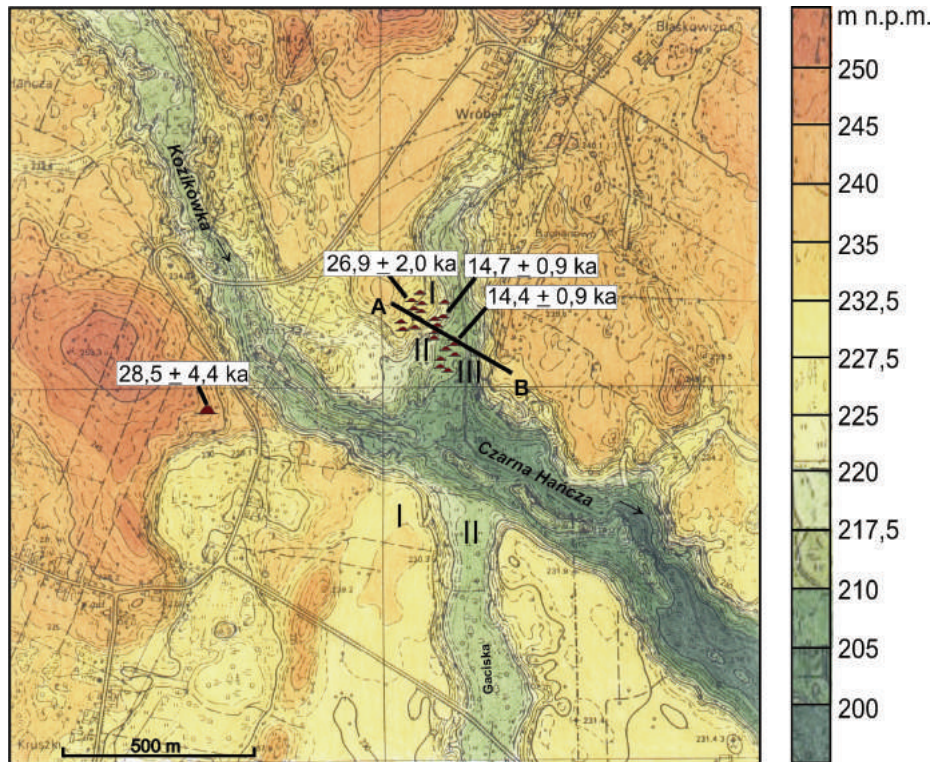 m n.p.m.
250
245
240
235
232,5
227,5
225
220
217,5
210
205
200
Błaskowizna
Wróbel
Kozikówka
26,9 ± 2,0 ka
14,7 ± 0,9 ka
14,4 ± 0,9 ka
28,5 ± 4,4 ka
I
A
II
III
B
Czarna Hańcza
I
II
Gaciska
Kruszki
500 m